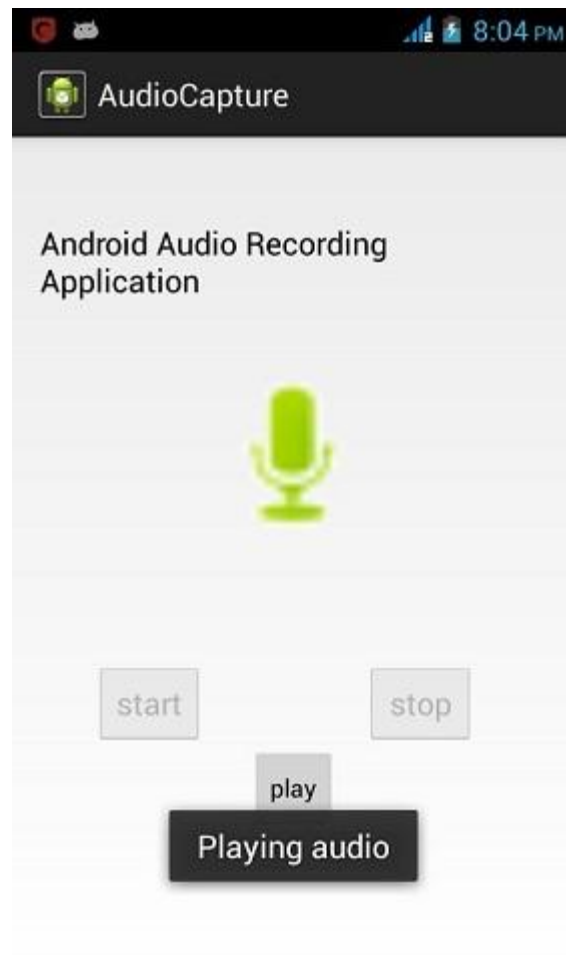 8:04 PM
AudioCapture
Android Audio Recording
Application
start
stop
play
Playing audio